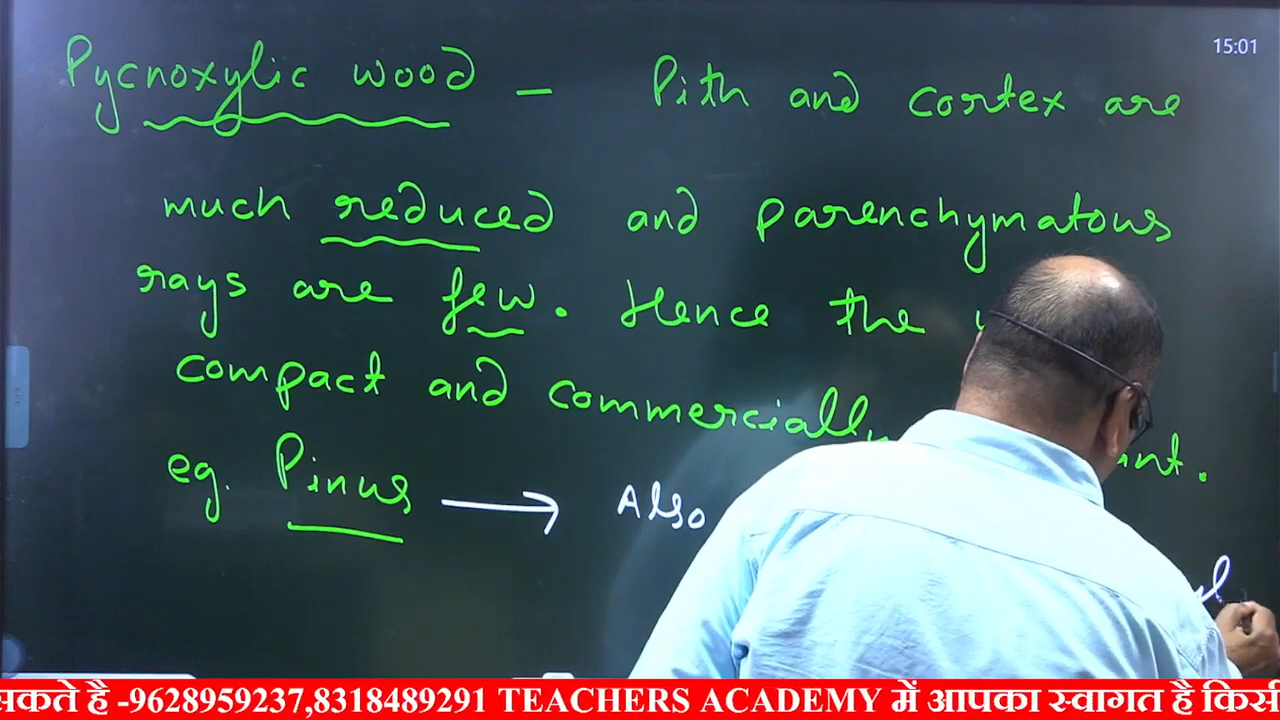 15:01
Pycnoxylic wood - Pith and cortex are
much reduced and parenchymatous
rays are few. Hence the
compact and commercially
eg. Pinus → Also
सकते है -9628959237,8318489291 TEACHERS ACADEMY में आपका स्वागत है किसी